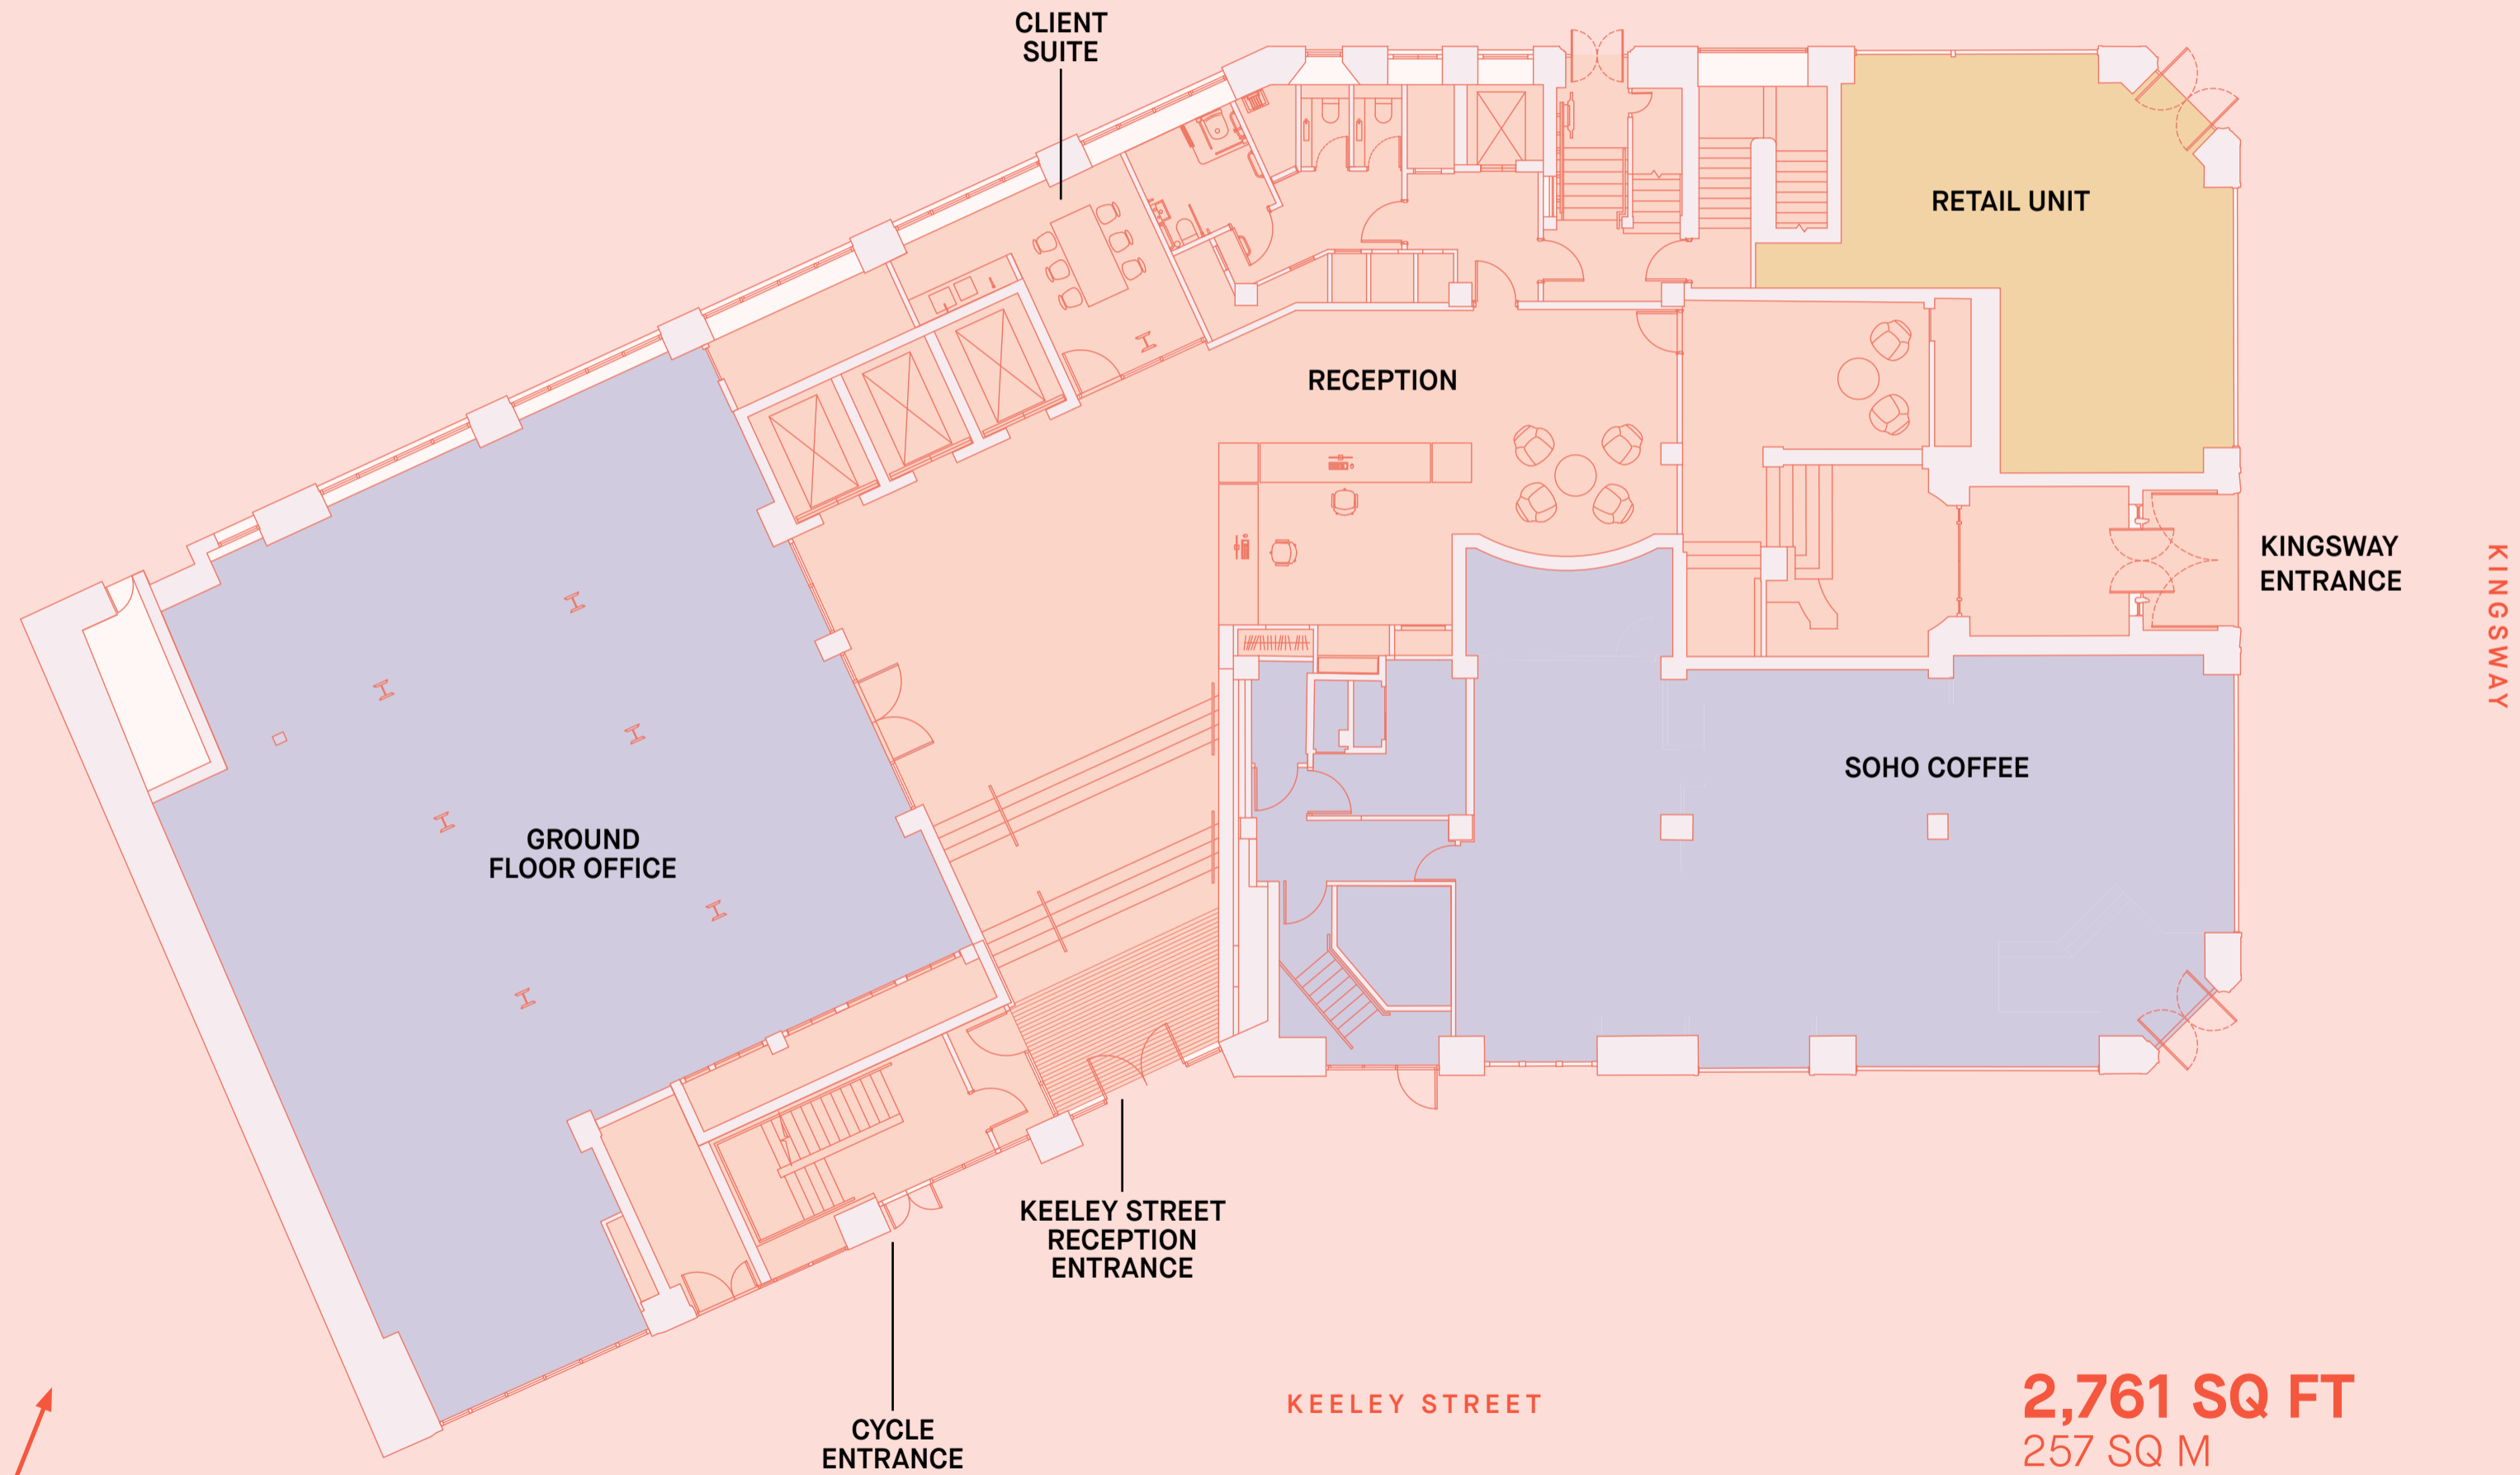 CLIENT
SUITE
RETAIL UNIT
RECEPTION
KINGSWAY
ENTRANCE
KINGSWAY
SOHO COFFEE
GROUND
FLOOR OFFICE
KEELEY STREET
RECEPTION
ENTRANCE
CYCLE
ENTRANCE
KEELEY STREET
2,761 SQ FT
257 SQ M